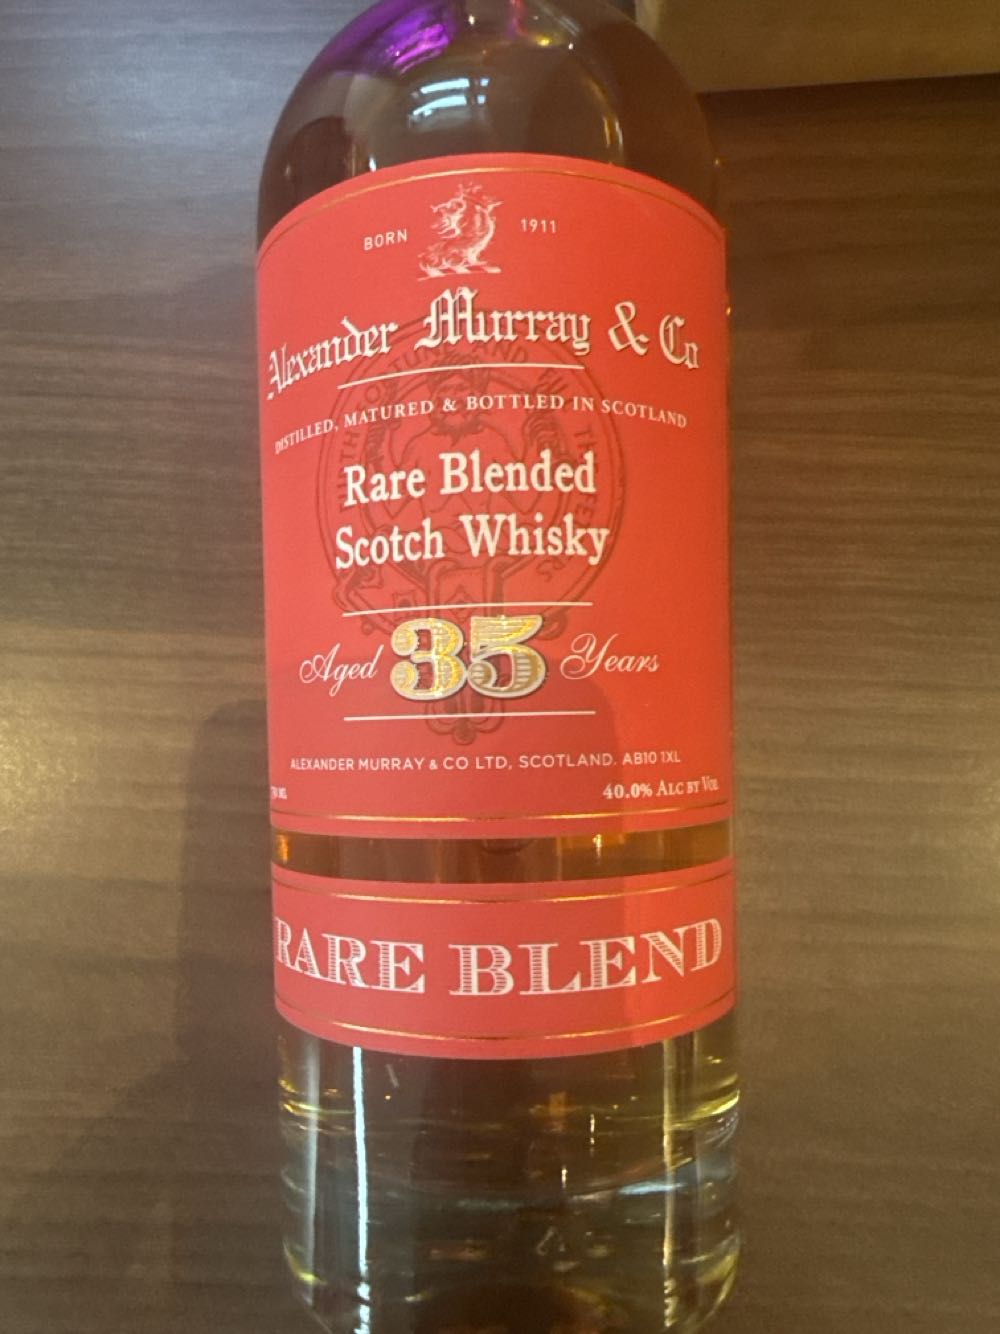 BORN 1911
Alexander Murray & Co
DISTILLED, MATURED & BOTTLED IN SCOTLAND
Rare Blended
Scotch Whisky
Aged 35 Years
ALEXANDER MURRAY & CO LTD, SCOTLAND. AB10 1XL
40.0% ALC BY VOL
RARE BLEND